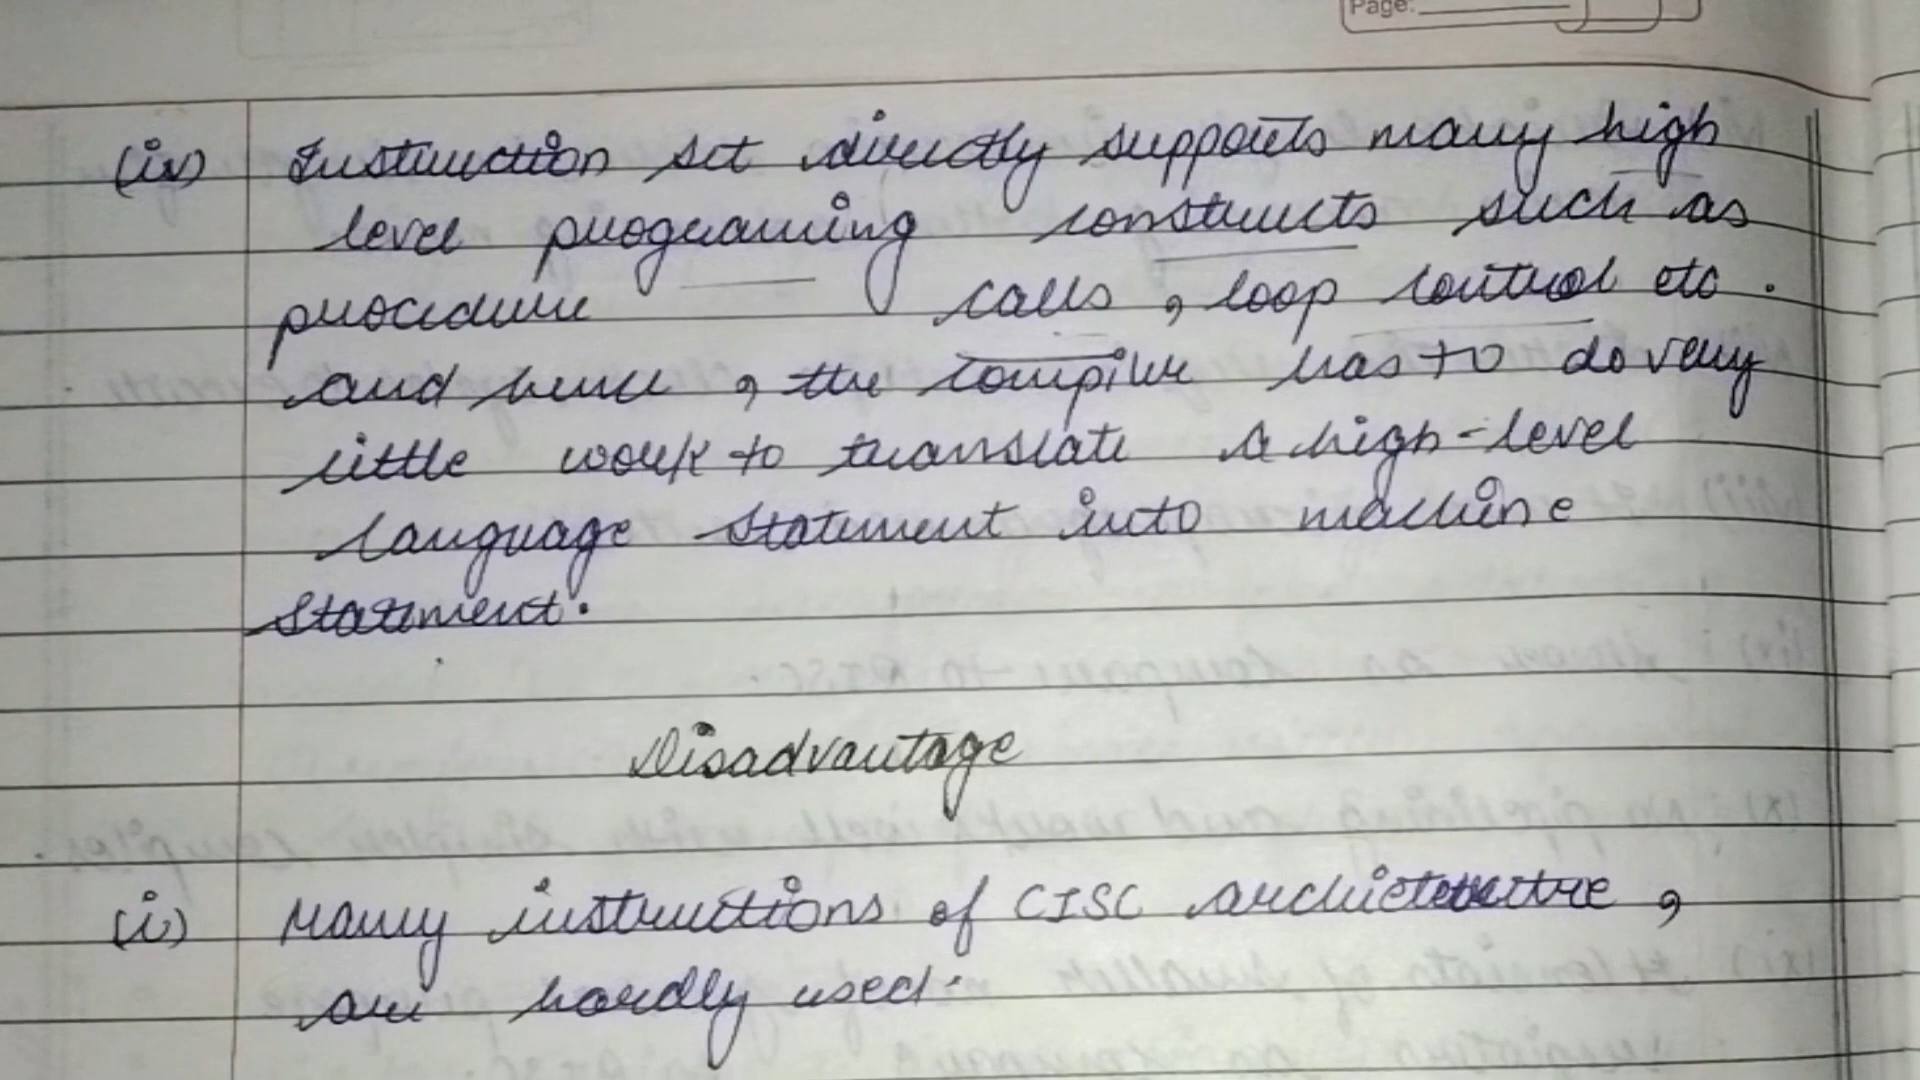 Page:
(iv) Instruction set directly supports many high
level programing constructs such as
procedure calls, loop control etc.
and hence, the compiler has to do very
little work to translate a high-level
language statement into machine
statement.
Disadvantage
(i) Many instructions of CISC
are hardly used.